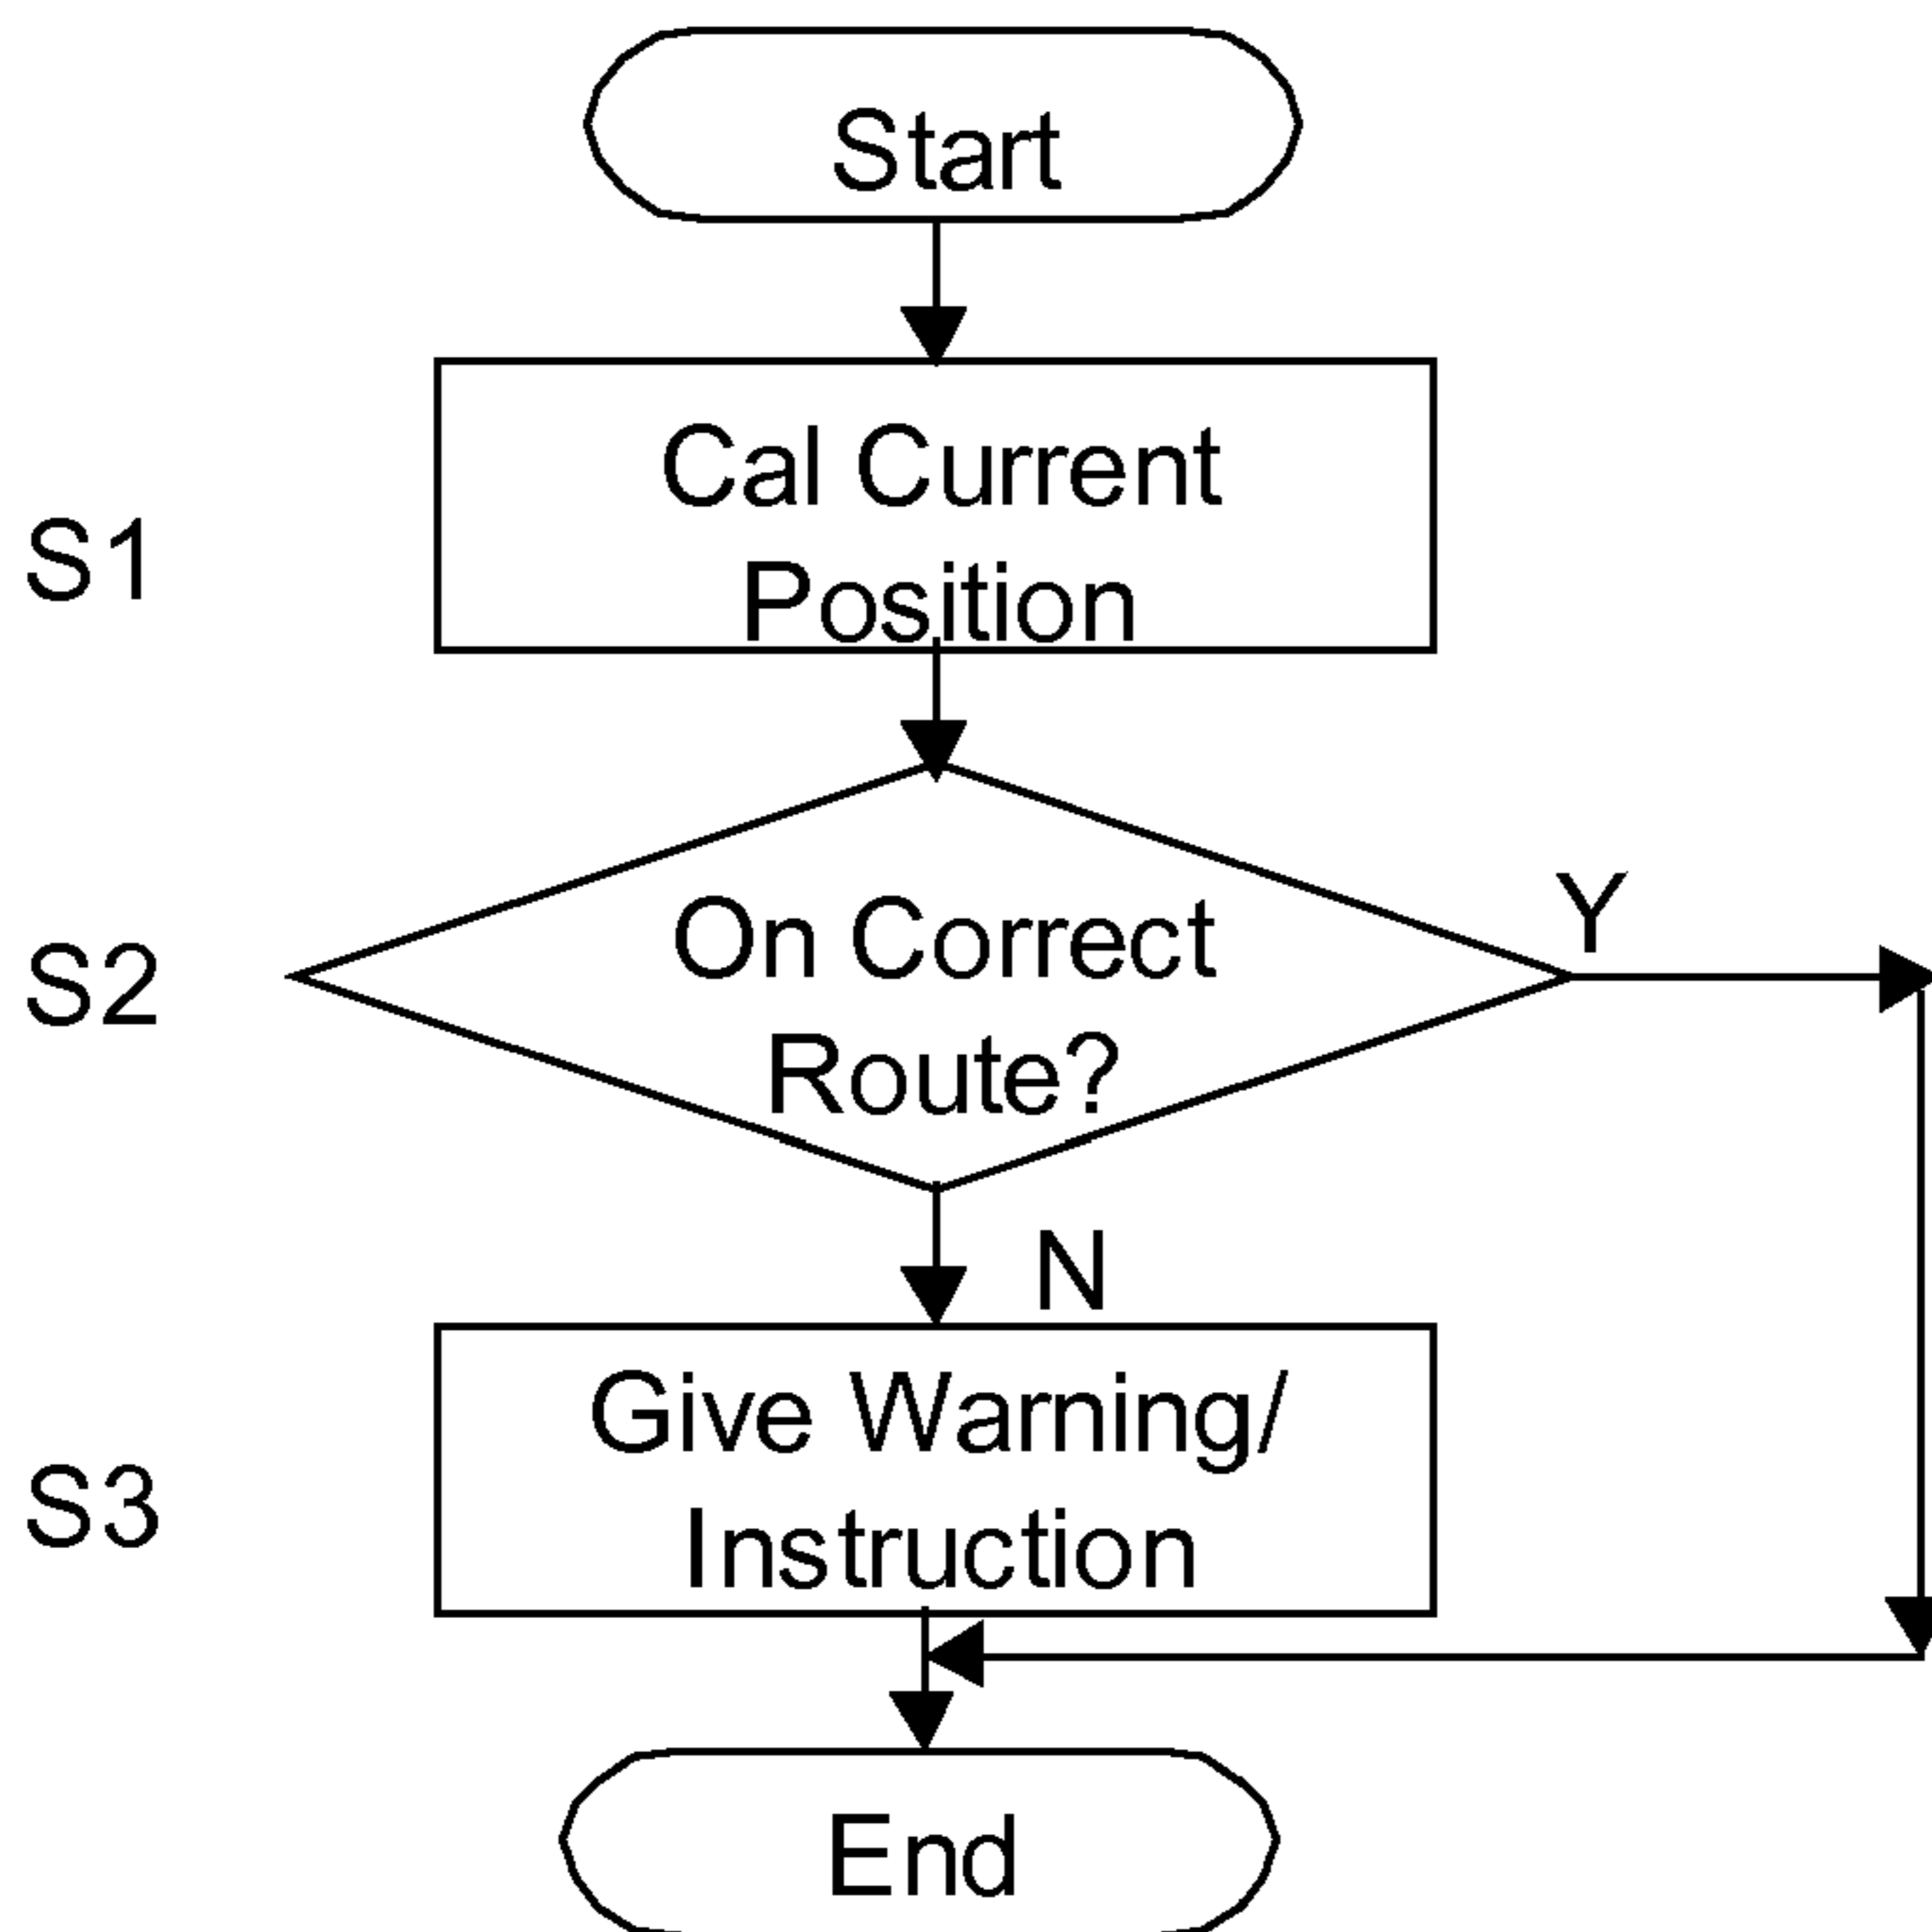 Start
Cal Current
Position
S1
On Correct
Route?
Y
S2
N
Give Warning/
Instruction
S3
End